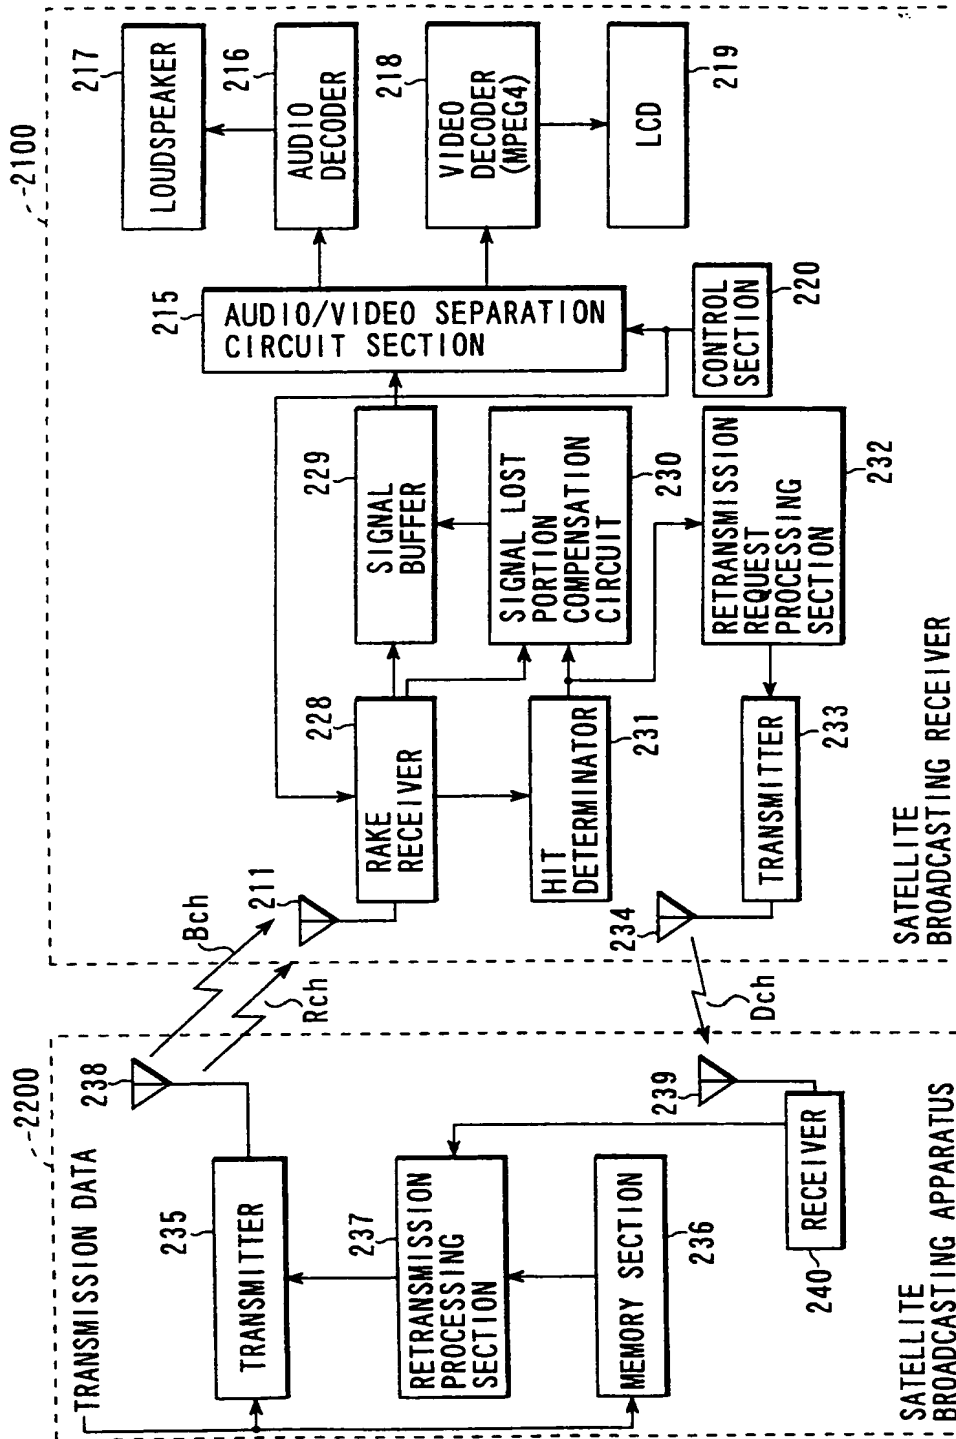 2200
TRANSMISSION DATA
235
TRANSMITTER
237
RETRANSMISSION
PROCESSING
SECTION
MEMORY SECTION
236
238
239
RECEIVER
240
SATELLITE
BROADCASTING APPARATUS
Bch
Rch
Dch
2100
211
228
RAKE
RECEIVER
229
SIGNAL
BUFFER
HIT
DETERMINATOR
231
SIGNAL LOST
PORTION
COMPENSATION
CIRCUIT
230
215
AUDIO/VIDEO SEPARATION
CIRCUIT SECTION
LOUDSPEAKER
217
AUDIO
DECODER
216
VIDEO
DECODER
(MPEG4)
218
LCD
219
CONTROL
SECTION
220
RETRANSMISSION
REQUEST
PROCESSING
SECTION
232
TRANSMITTER
233
234
SATELLITE
BROADCASTING RECEIVER